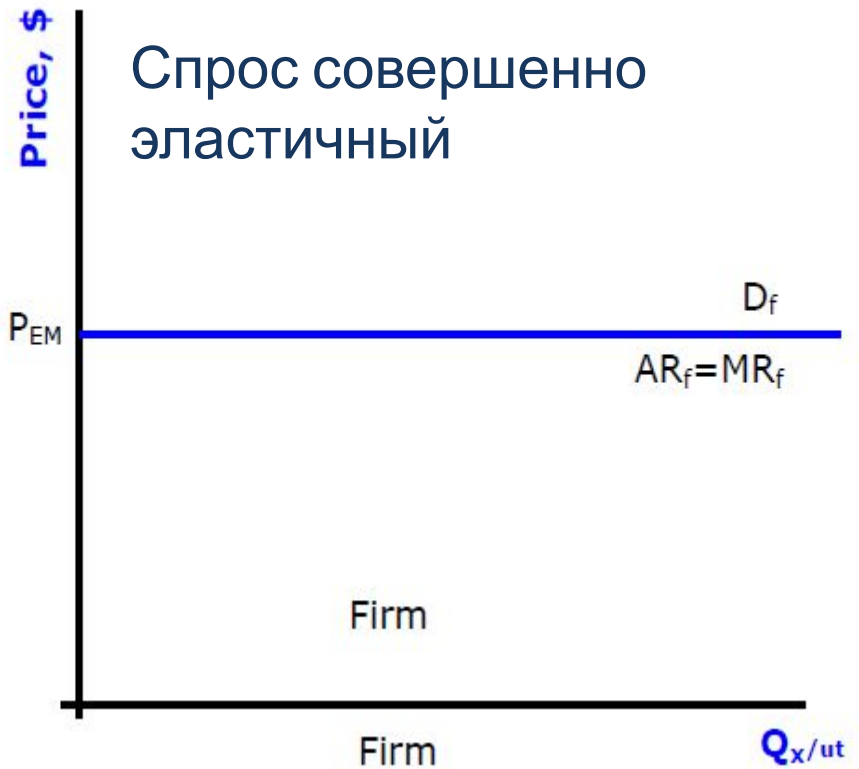 Price, $
Спрос совершенно
эластичный
Df
PEM
ARf=MRf
Firm
Firm
Qx/ut